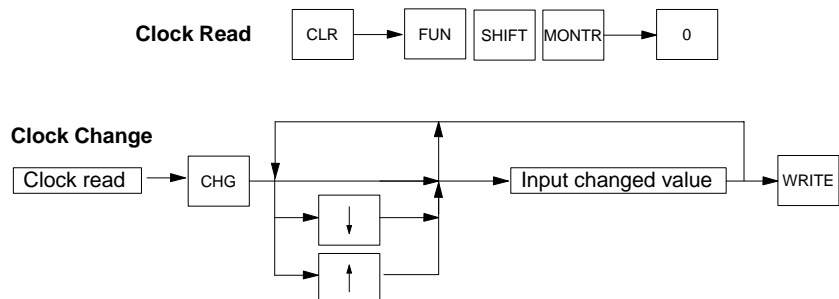 Clock Read CLR FUN SHIFT MONTR 0
Clock Change
Clock read CHG Input changed value WRITE
↓
↑